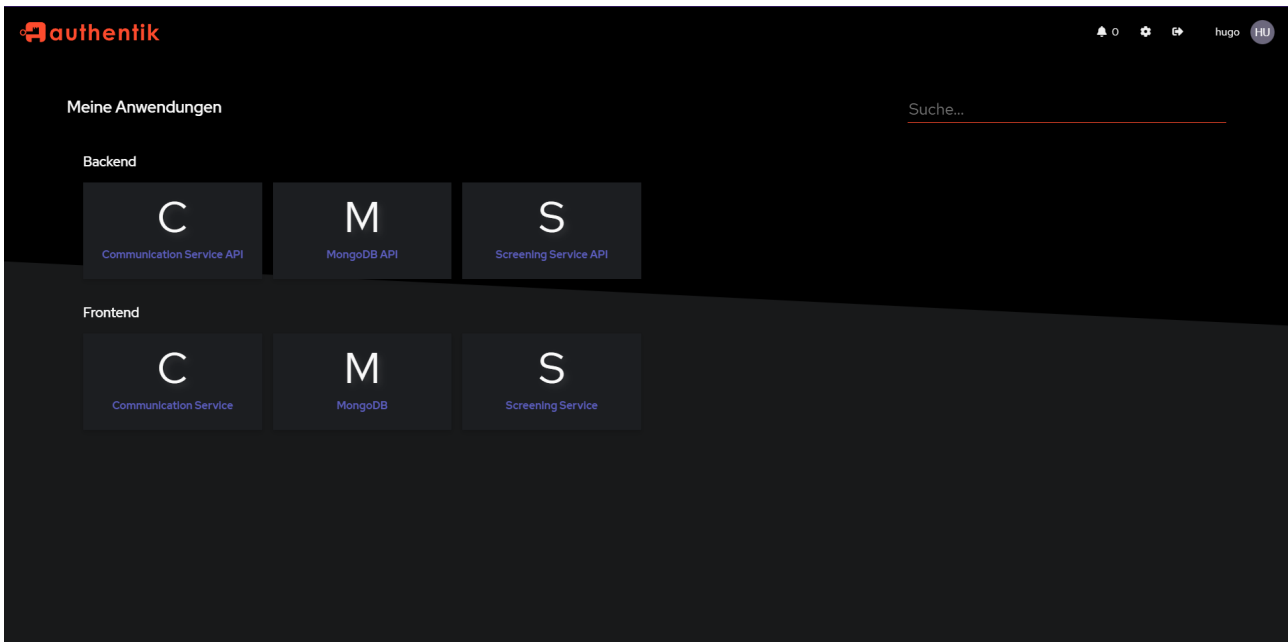 authentik
0
hugo HU
Meine Anwendungen
Suche...
Backend
C M S
Communication Service API MongoDB API Screening Service API
Frontend
C M S
Communication Service MongoDB Screening Service